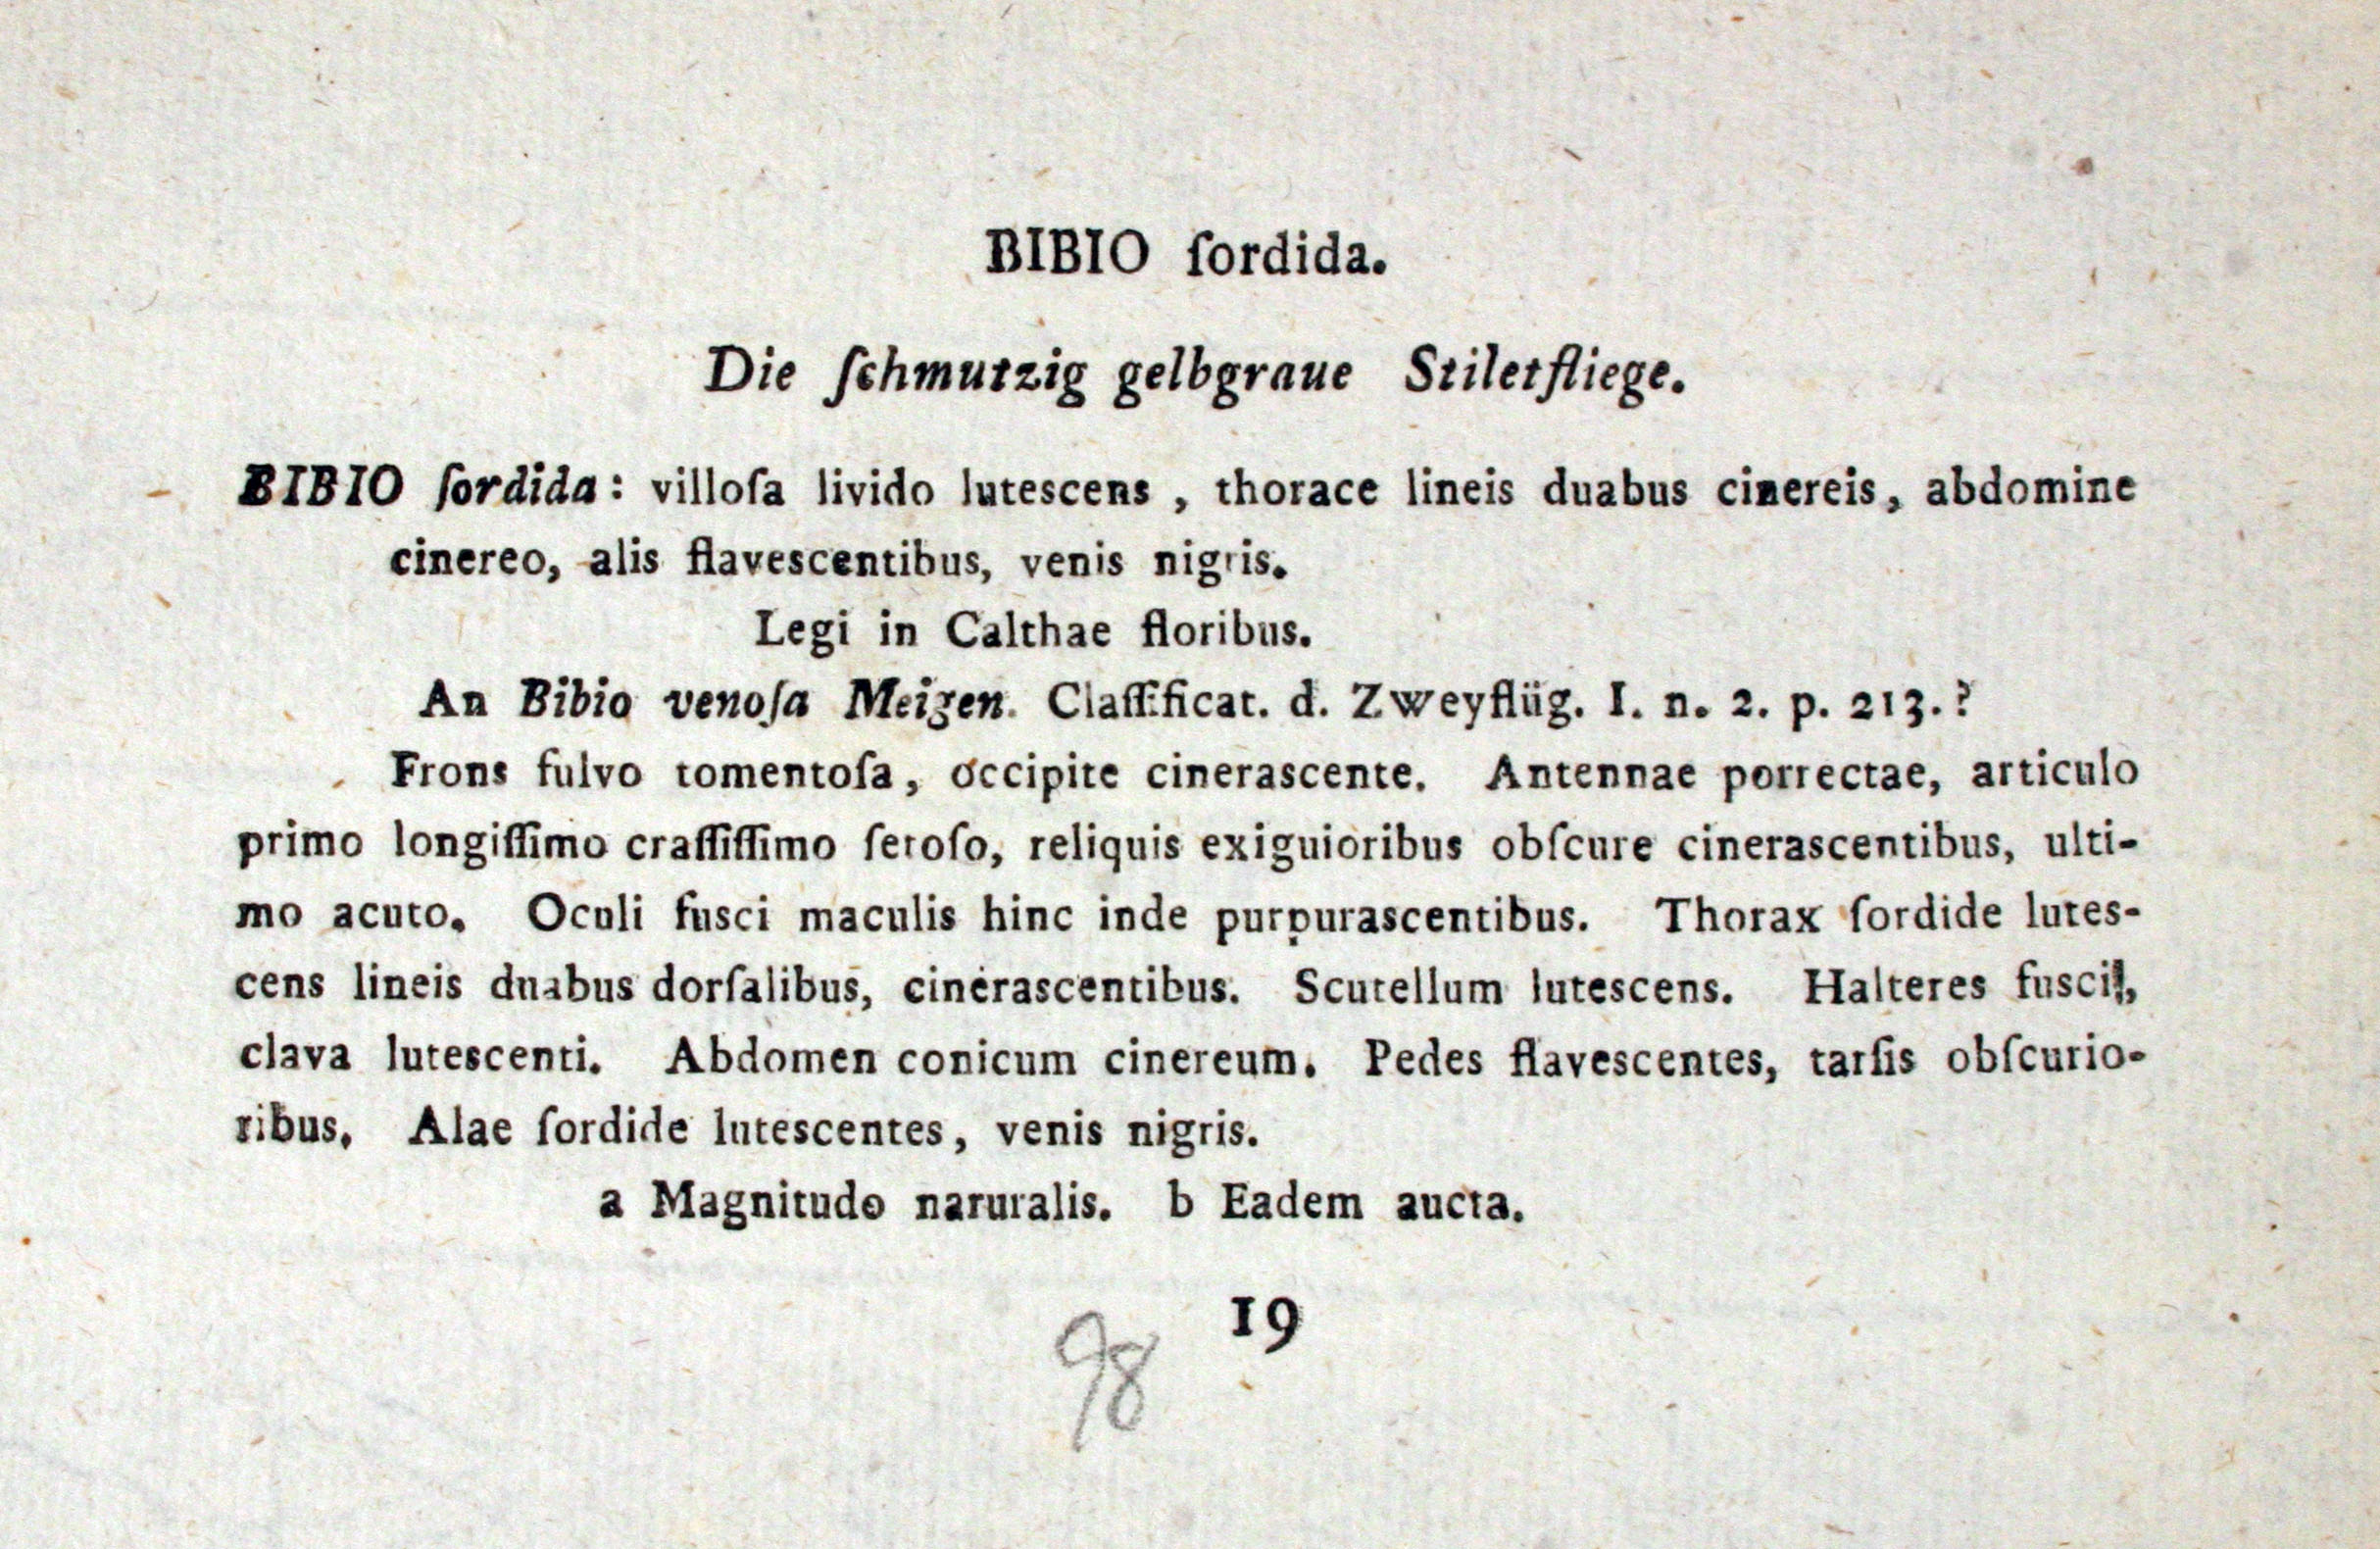 BIBIO ſordida.
Die ſchmutzig gelbgraue Stiletfliege.
BIBIO ſordida: villoſa livido lutescens, thorace lineis duabus cinereis, abdomine
cinereo, alis flavescentibus, venis nigris.
Legi in Calthae floribus.
An Bibio venoſa Meigen. Claſſificat. d. Zweyflüg. I. n. 2. p. 213.?
Frons fulvo tomentoſa, occipite cinerascente. Antennae porrectae, articulo
primo longiſſimo craſſiſſimo ſetoſo, reliquis exiguioribus obſcure cinerascentibus, ulti-
mo acuto. Oculi fusci maculis hinc inde purpurascentibus. Thorax ſordide lutes-
cens lineis duabus dorſalibus, cinerascentibus. Scutellum lutescens. Halteres fusci,
clava lutescenti. Abdomen conicum cinereum. Pedes flavescentes, tarſis obſcurio-
ribus. Alae ſordide lutescentes, venis nigris.
a Magnitudo naruralis. b Eadem aucta.
19
98